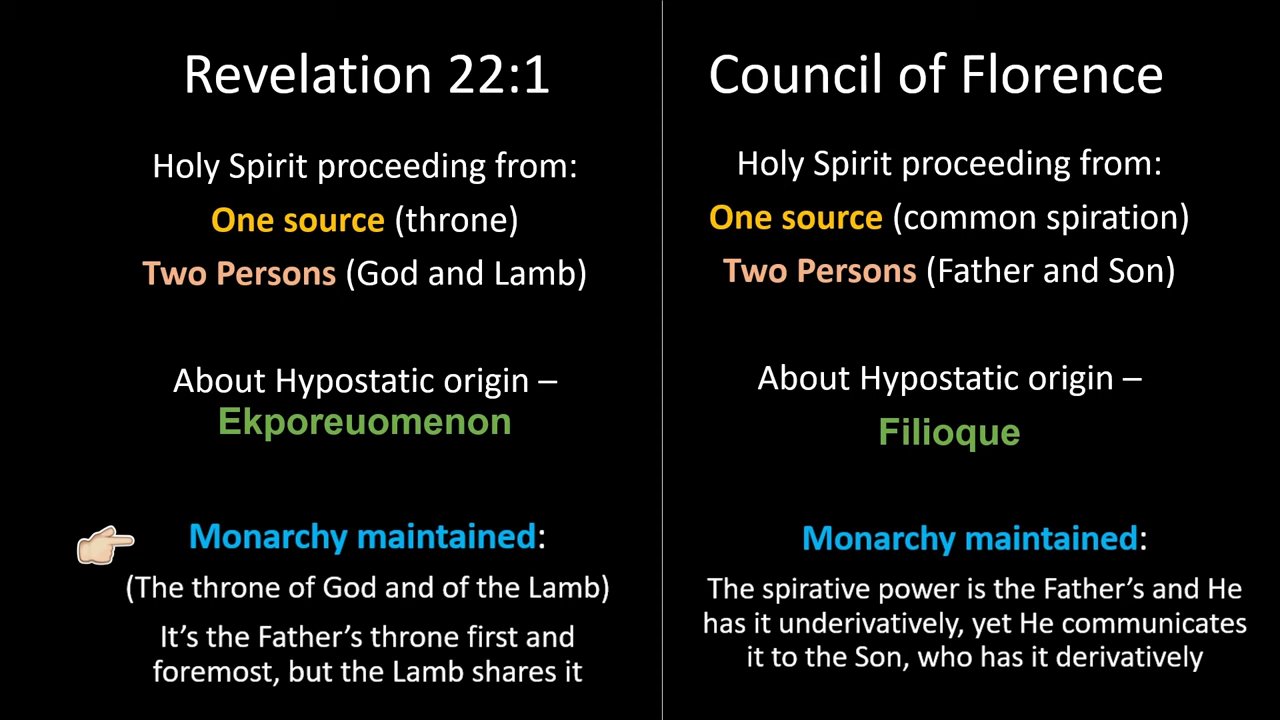 Revelation 22:1
Holy Spirit proceeding from:
One source (throne)
Two Persons (God and Lamb)
About Hypostatic origin –
Ekporeuomenon
Monarchy maintained:
(The throne of God and of the Lamb)
It's the Father's throne first and
foremost, but the Lamb shares it
Council of Florence
Holy Spirit proceeding from:
One source (common spiration)
Two Persons (Father and Son)
About Hypostatic origin –
Filioque
Monarchy maintained:
The spirative power is the Father's and He
has it underivatively, yet He communicates
it to the Son, who has it derivatively